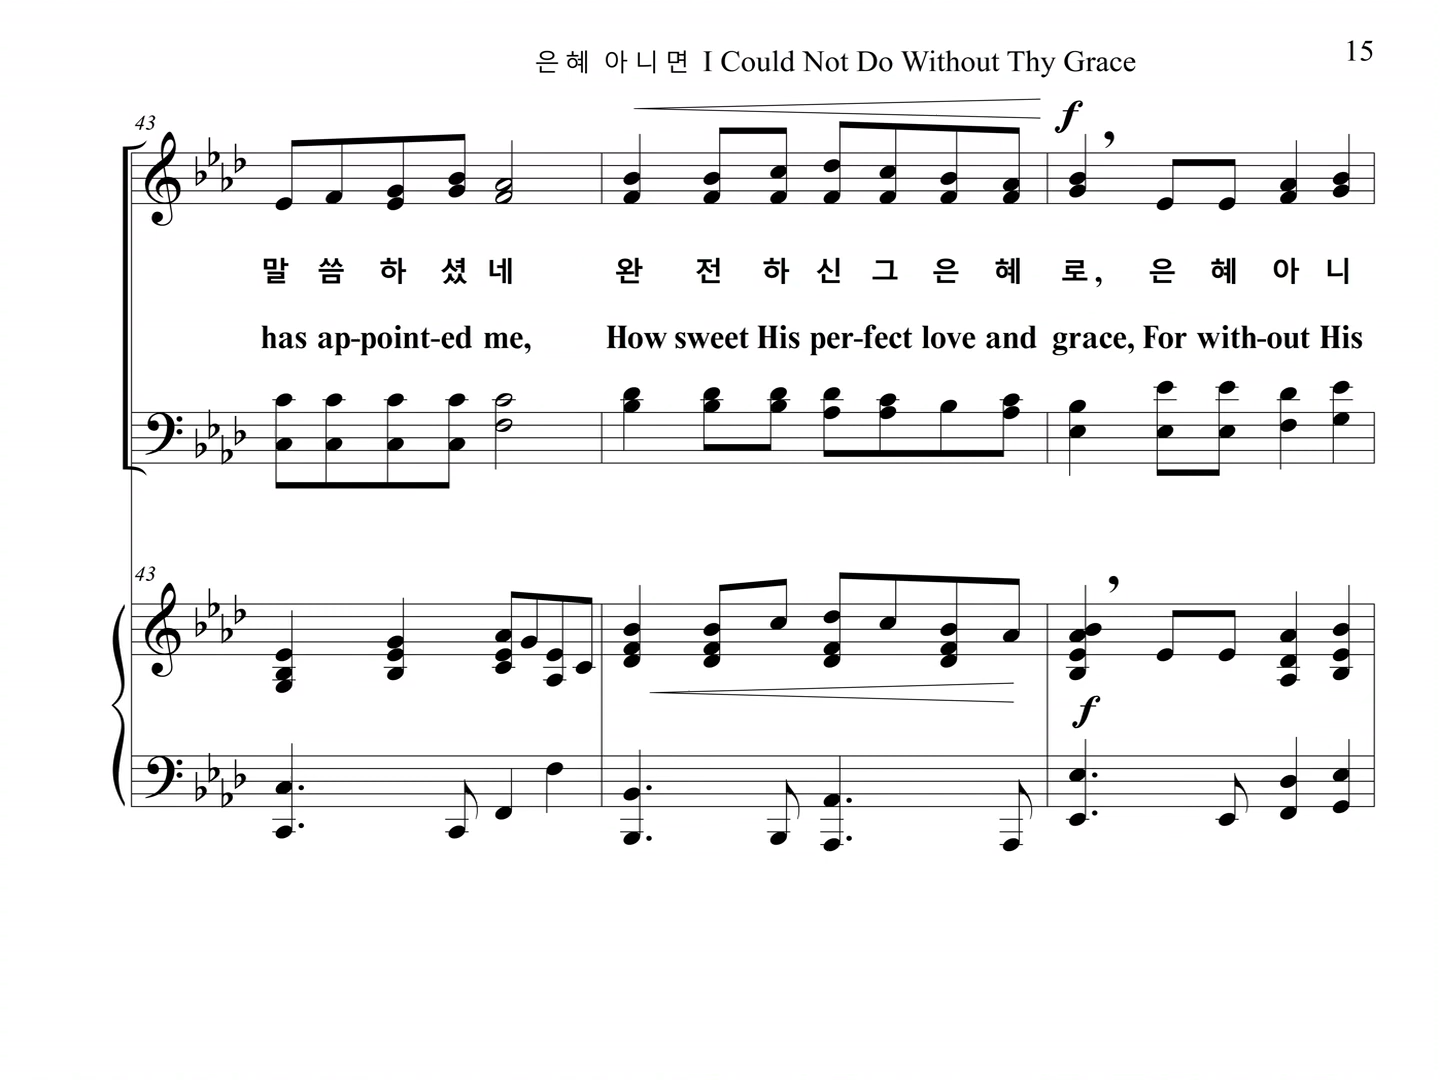 은혜 아니면 I Could Not Do Without Thy Grace
15
43
f
말 씀 하 셨 네 완 전 하 신 그 은 혜 로, 은 혜 아 니
has ap-point-ed me, How sweet His per-fect love and grace, For with-out His
43
f